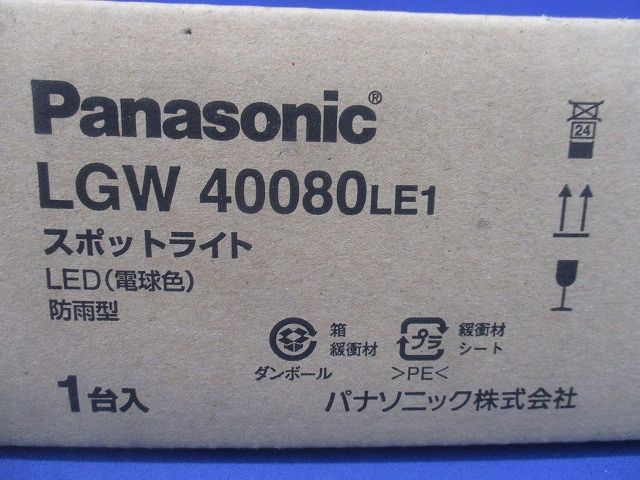 Panasonic®
LGW 40080LE1
スポットライト
LED(電球色)
防雨型
1台入
24
箱
緩衝材
ダンボール
プラ
緩衝材
シート
>PE<
パナソニック株式会社